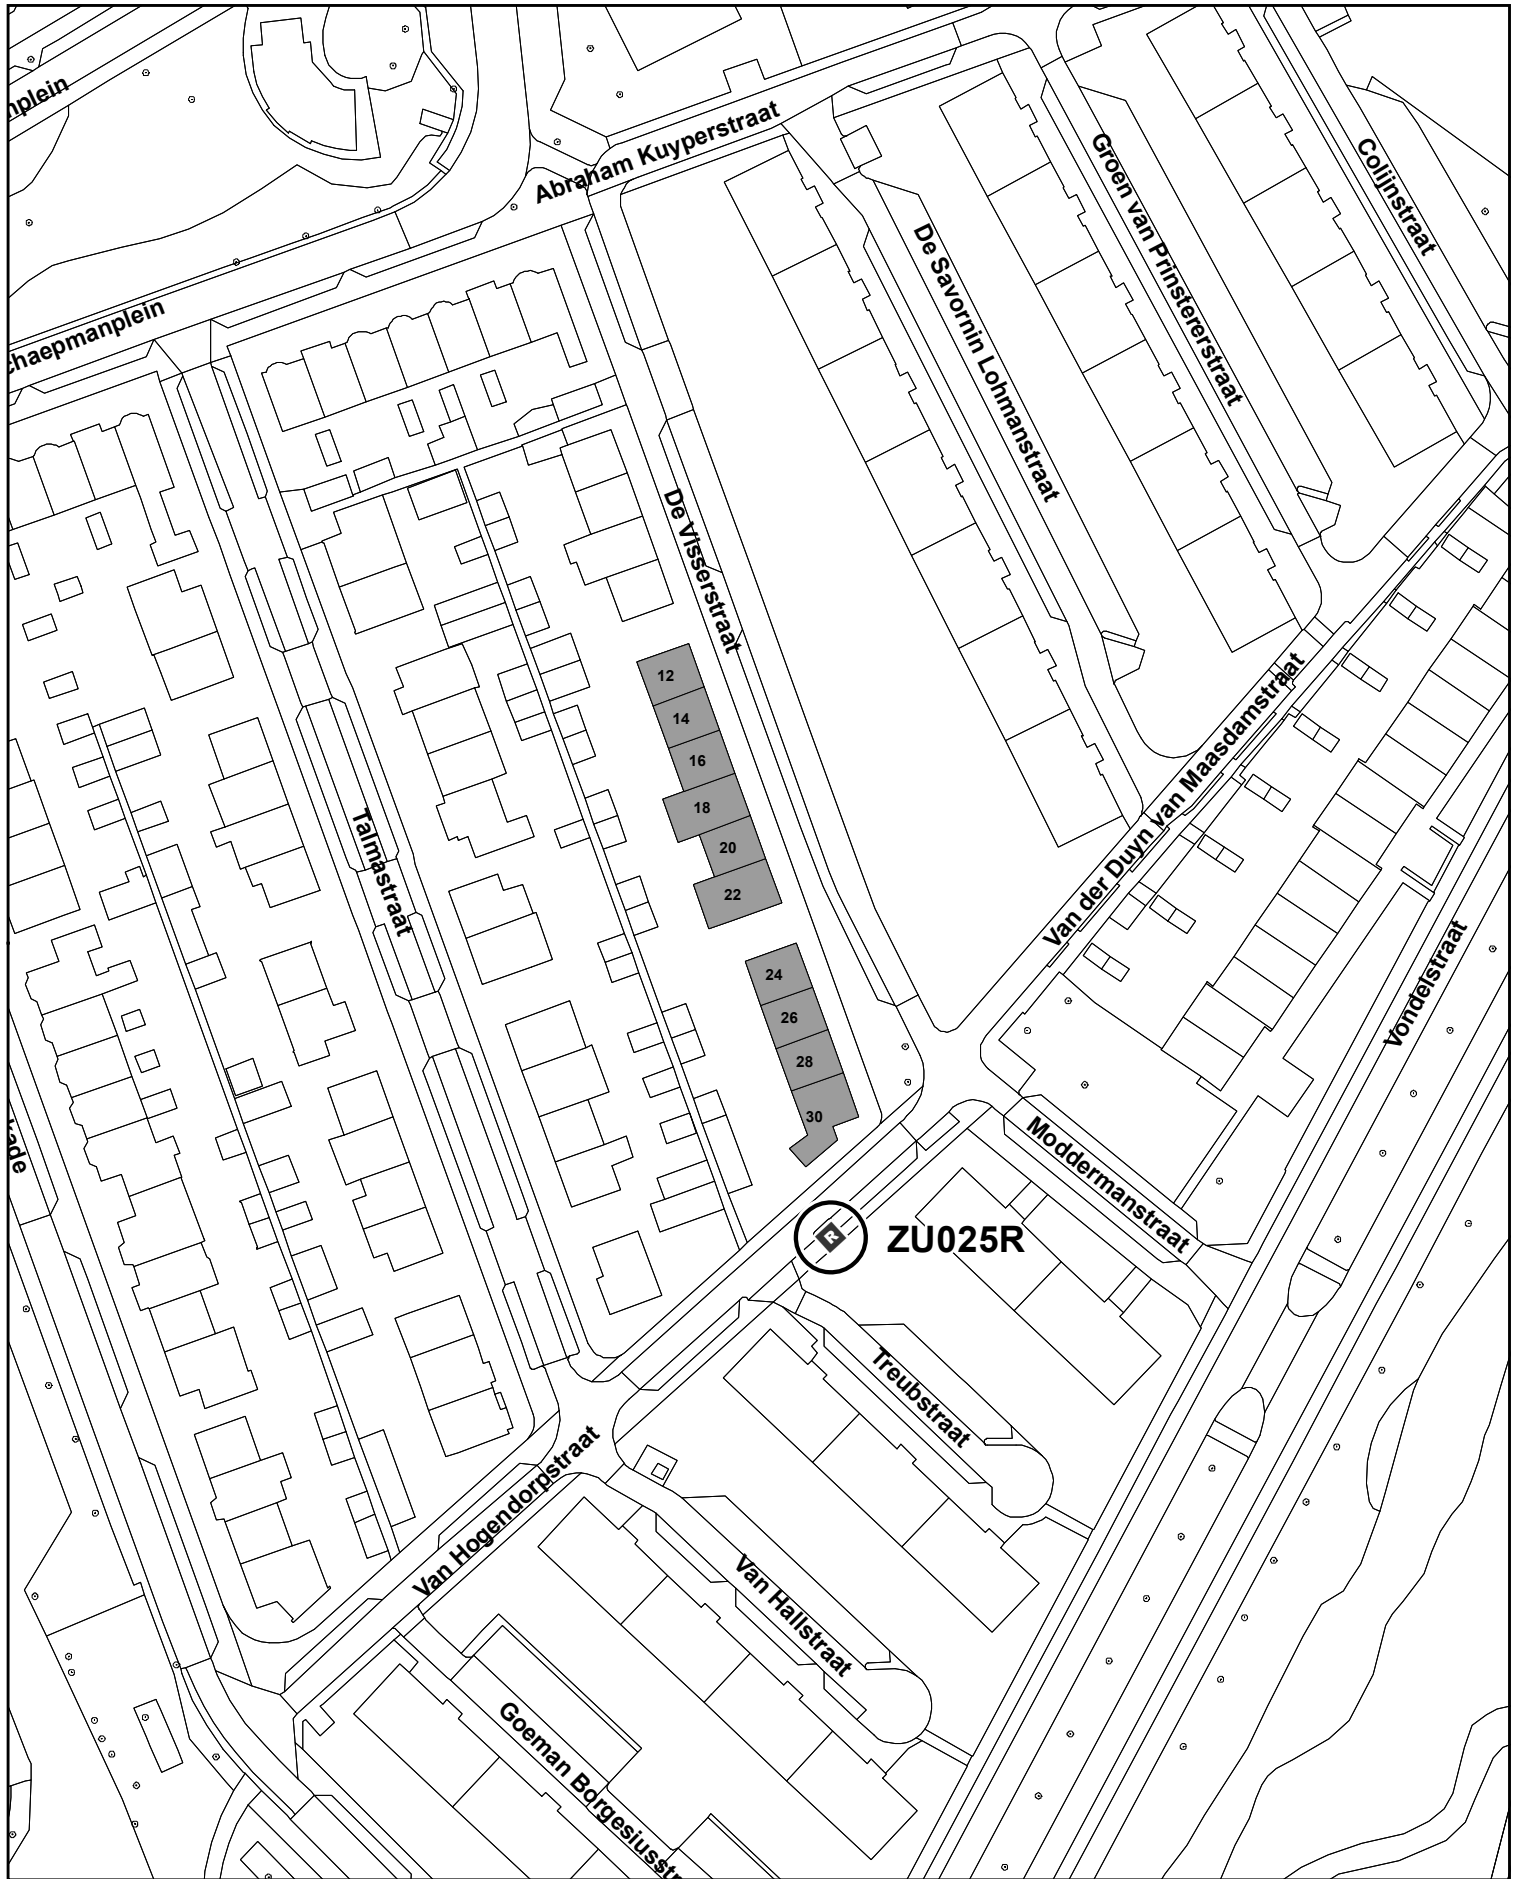 nplein
Abraham Kuyperstraat
Groen van Prinstererstraat
Colijnstraat
De Savornin Lohmanstraat
chaepmanplein
De Visserstraat
12
14
16
18
20
22
Van der Duyn van Maasdamstraat
Talmastraat
24
26
28
30
Vondelstraat
kade
Moddermanstraat
R
ZU025R
Treubstraat
Van Hogendorpstraat
Van Hallstraat
Goeman Borgesiusstr